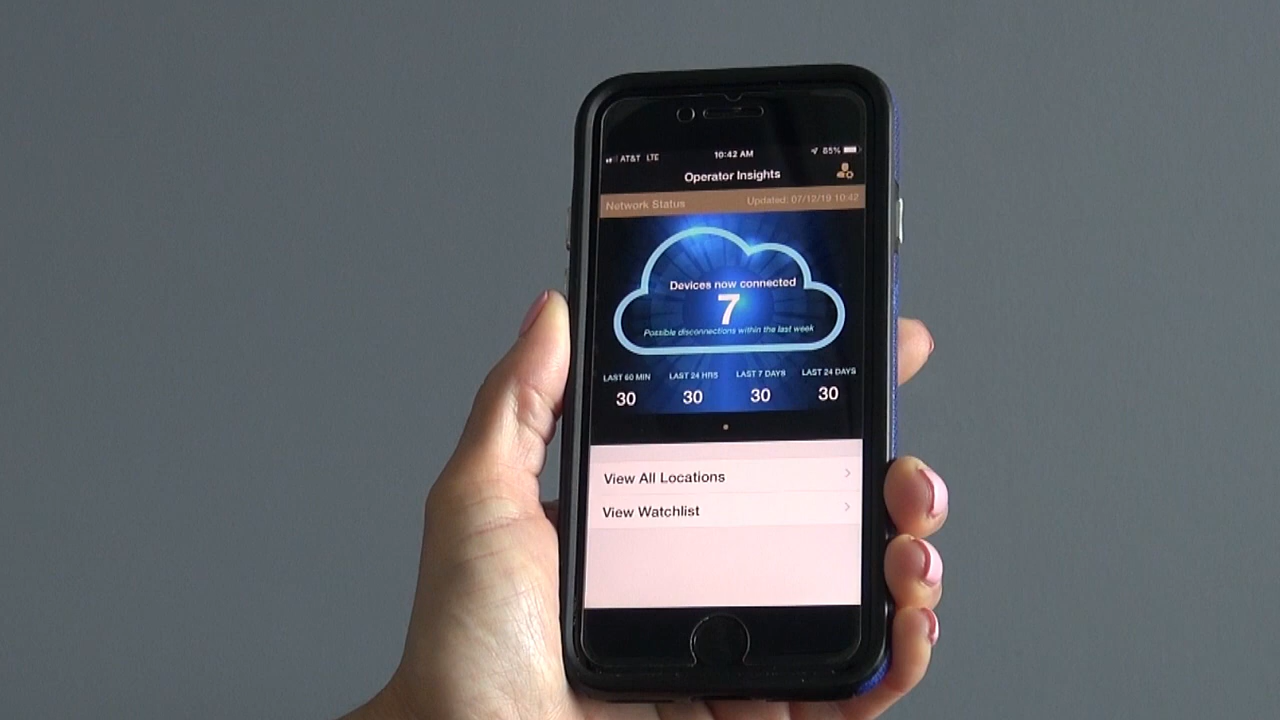 AT&T LTE 10:42 AM 85%
Operator Insights
Network Status Updated: 07/12/19 10:42
Devices now connected
7
Possible disconnections within the last week
LAST 60 MIN LAST 24 HRS LAST 7 DAYS LAST 24 DAYS
30 30 30 30
View All Locations
View Watchlist